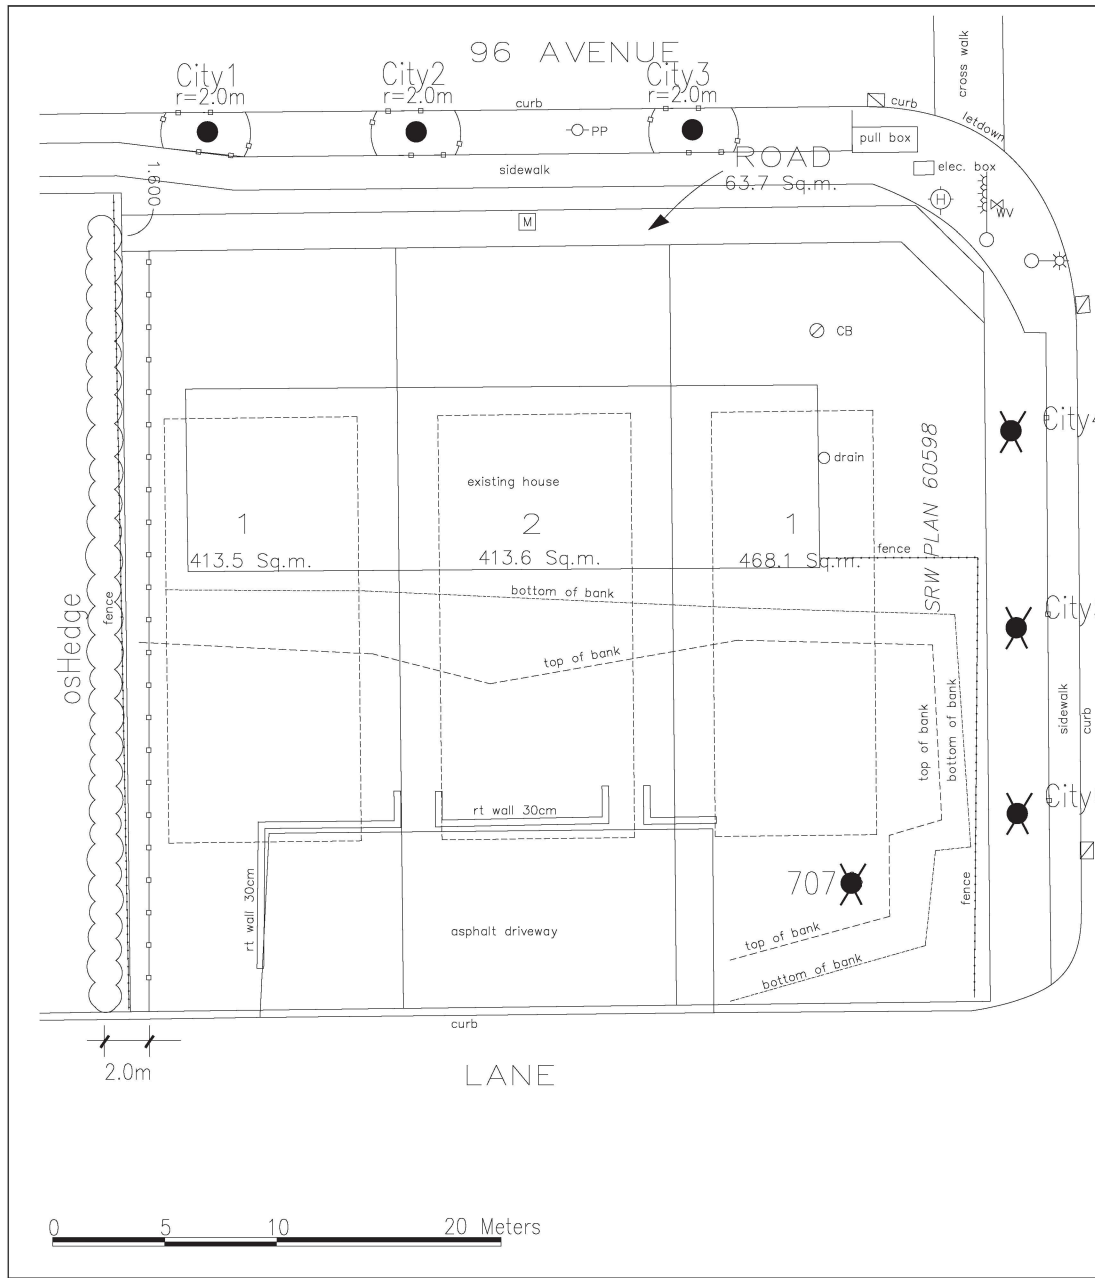 96 AVENUE
City1
r=2.0m
City2
r=2.0m
City3
r=2.0m
curb
curb
cross walk
letdown
PP
pull box
sidewalk
ROAD
63.7 Sq.m.
elec. box
H
WV
1.600
M
CB
City4
drain
existing house
SRW PLAN 60598
1
413.5 Sq.m.
2
413.6 Sq.m.
1
468.1 Sq.m.
fence
bottom of bank
fence
osHedge
top of bank
City
top of bank
bottom of bank
sidewalk
curb
rt wall 30cm
City
707
rt wall 30cm
fence
asphalt driveway
top of bank
bottom of bank
curb
2.0m
LANE
0 5 10 20 Meters